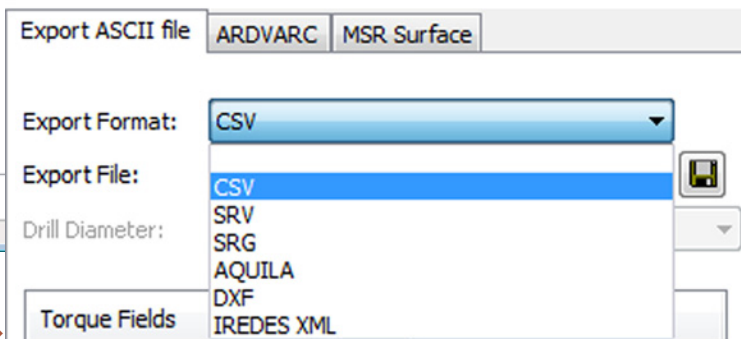 Export ASCII file ARDVARC MSR Surface
Export Format: CSV
Export File:
CSV
SRV
Drill Diameter:
SRG
AQUILA
DXF
Torque Fields
IREDES XML